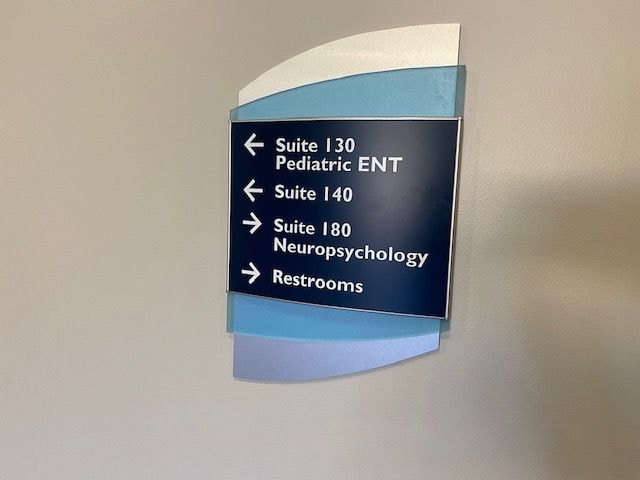 ← Suite 130
Pediatric ENT
← Suite 140
→ Suite 180
Neuropsychology
→ Restrooms